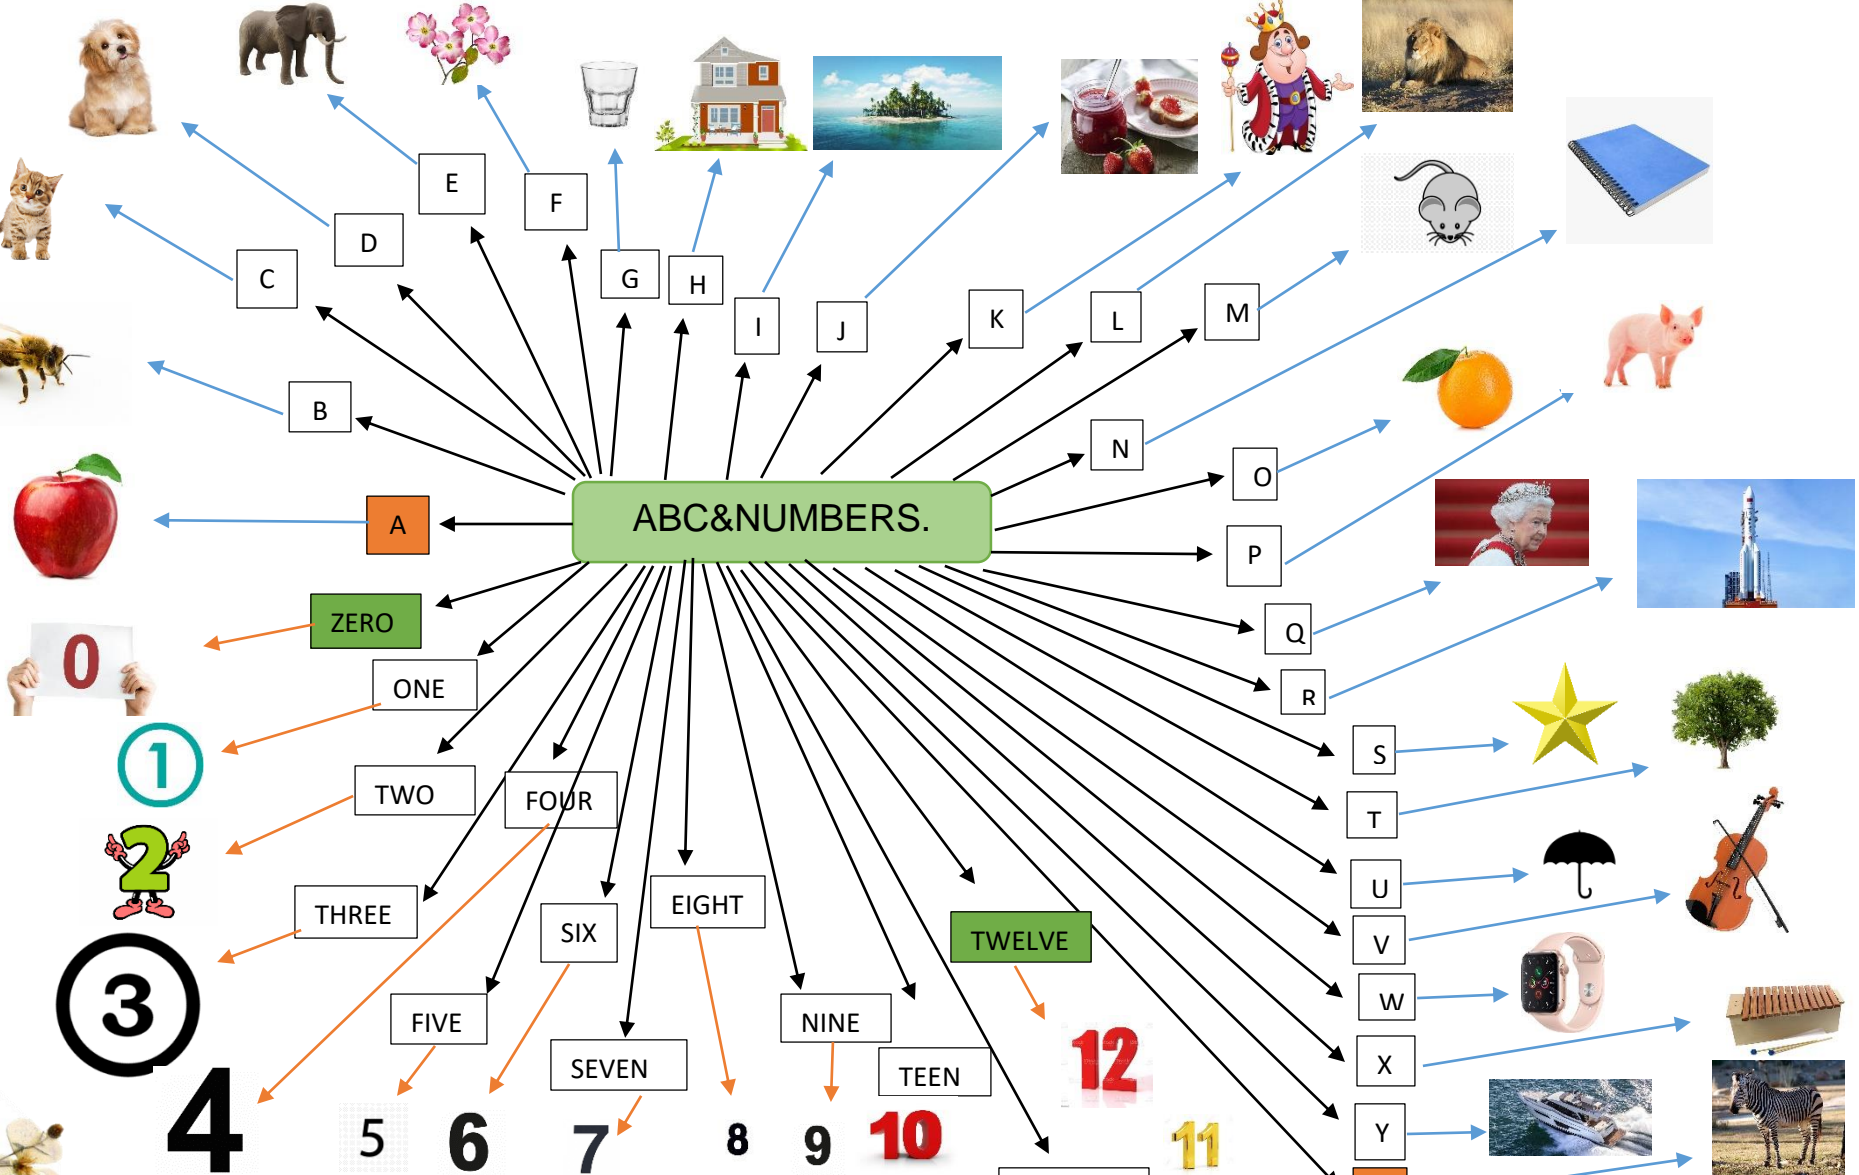 E
F
D
G
H
C
I
J
K
L
M
B
N
O
ABC&NUMBERS.
A
P
ZERO
0
Q
ONE
R
1
S
TWO
FOUR
T
2
U
THREE
EIGHT
SIX
TWELVE
V
3
W
FIVE
NINE
SEVEN
TEEN
12
X
4
5
6
7
8
9
10
11
Y